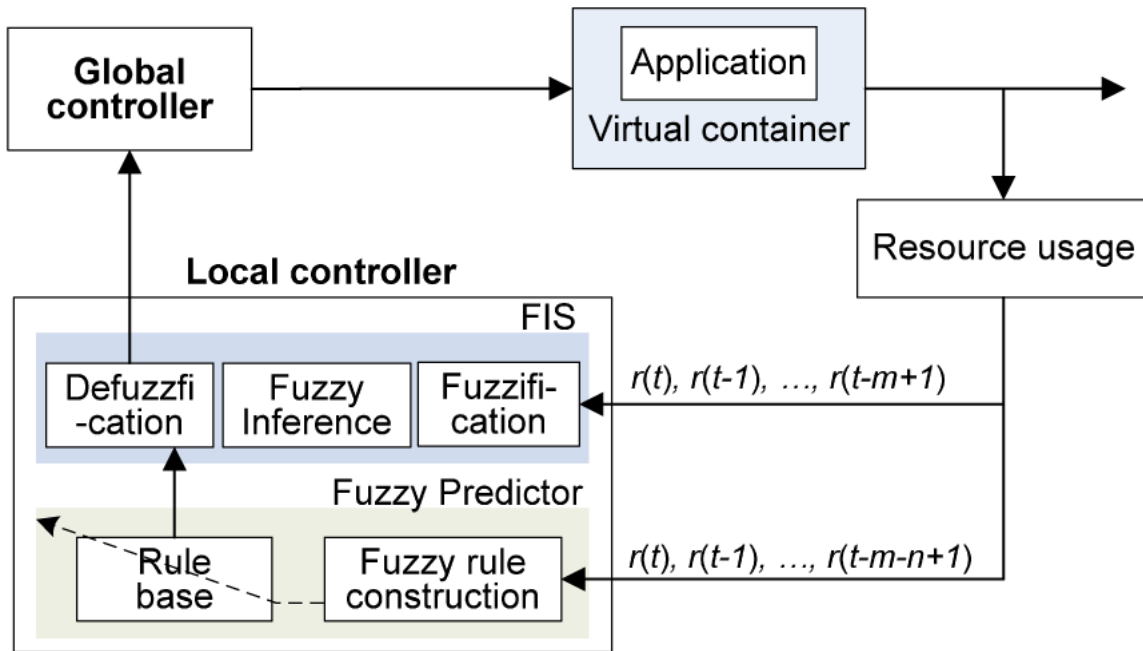 Global
controller
Application
Virtual container
Resource usage
Local controller
FIS
Defuzzfi
-cation
Fuzzy
Inference
Fuzzifi-
cation
r(t), r(t-1), …, r(t-m+1)
Fuzzy Predictor
Rule
base
Fuzzy rule
construction
r(t), r(t-1), …, r(t-m-n+1)